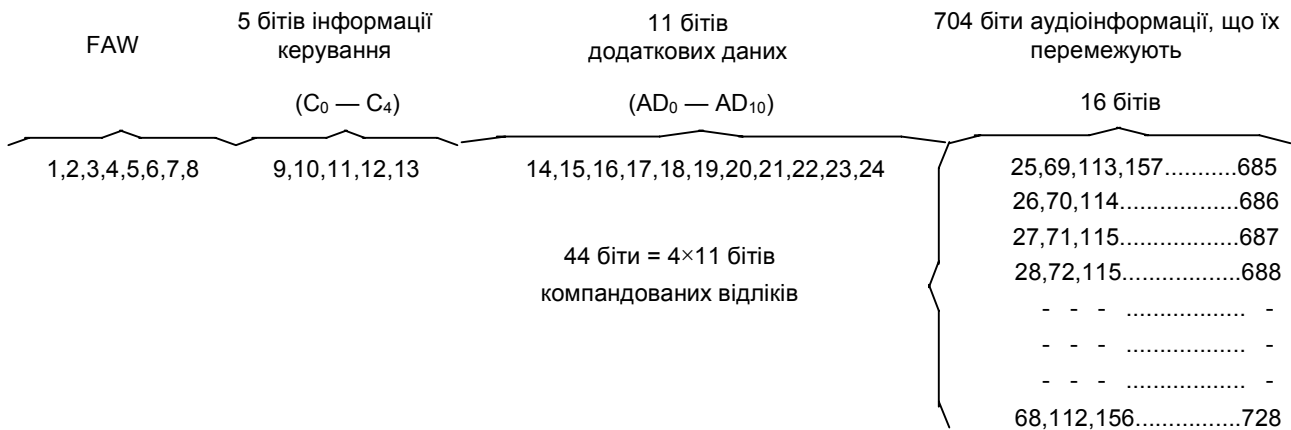 FAW
5 бітів інформації
керування
(C₀ — C₄)
11 бітів
додаткових даних
(AD₀ — AD₁₀)
704 біти аудіоінформації, що їх
перемежують
16 бітів
1,2,3,4,5,6,7,8
9,10,11,12,13
14,15,16,17,18,19,20,21,22,23,24
25,69,113,157...........685
26,70,114..................686
27,71,115...................687
28,72,115...................688
- - - .................. -
- - - .................. -
- - - .................. -
68,112,156................728
44 біти = 4×11 бітів
компандованих відліків